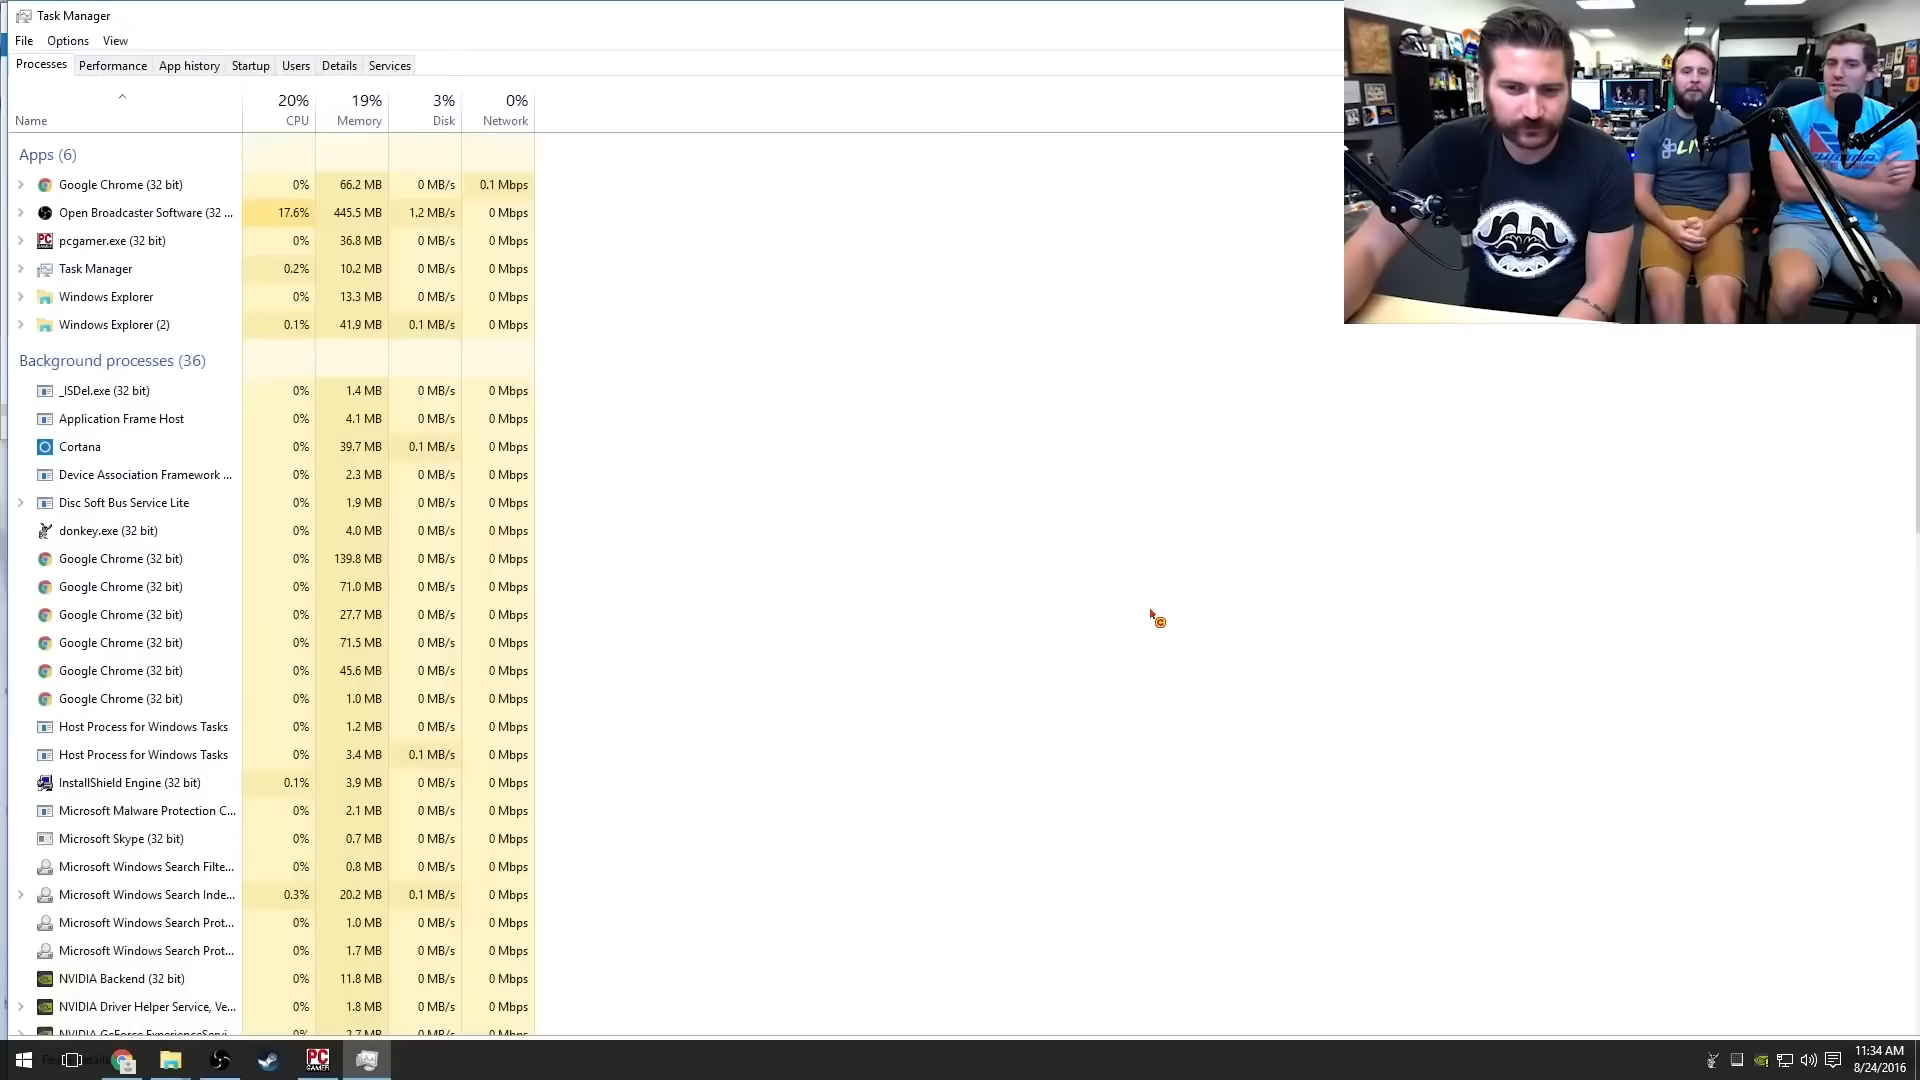 Task Manager
File Options View
Processes Performance App history Startup Users Details Services
20% 19% 3% 0%
Name CPU Memory Disk Network
Apps (6)
Google Chrome (32 bit) 0% 66.2 MB 0 MB/s 0.1 Mbps
Open Broadcaster Software (32 ... 17.6% 445.5 MB 1.2 MB/s 0 Mbps
pcgamer.exe (32 bit) 0% 36.8 MB 0 MB/s 0 Mbps
Task Manager 0.2% 10.2 MB 0 MB/s 0 Mbps
Windows Explorer 0% 13.3 MB 0 MB/s 0 Mbps
Windows Explorer (2) 0.1% 41.9 MB 0.1 MB/s 0 Mbps
Background processes (36)
_ISDel.exe (32 bit) 0% 1.4 MB 0 MB/s 0 Mbps
Application Frame Host 0% 4.1 MB 0 MB/s 0 Mbps
Cortana 0% 39.7 MB 0.1 MB/s 0 Mbps
Device Association Framework ... 0% 2.3 MB 0 MB/s 0 Mbps
Disc Soft Bus Service Lite 0% 1.9 MB 0 MB/s 0 Mbps
donkey.exe (32 bit) 0% 4.0 MB 0 MB/s 0 Mbps
Google Chrome (32 bit) 0% 139.8 MB 0 MB/s 0 Mbps
Google Chrome (32 bit) 0% 71.0 MB 0 MB/s 0 Mbps
Google Chrome (32 bit) 0% 27.7 MB 0 MB/s 0 Mbps
Google Chrome (32 bit) 0% 71.5 MB 0 MB/s 0 Mbps
Google Chrome (32 bit) 0% 45.6 MB 0 MB/s 0 Mbps
Google Chrome (32 bit) 0% 1.0 MB 0 MB/s 0 Mbps
Host Process for Windows Tasks 0% 1.2 MB 0 MB/s 0 Mbps
Host Process for Windows Tasks 0% 3.4 MB 0.1 MB/s 0 Mbps
InstallShield Engine (32 bit) 0.1% 3.9 MB 0 MB/s 0 Mbps
Microsoft Malware Protection C... 0% 2.1 MB 0 MB/s 0 Mbps
Microsoft Skype (32 bit) 0% 0.7 MB 0 MB/s 0 Mbps
Microsoft Windows Search Filte... 0% 0.8 MB 0 MB/s 0 Mbps
Microsoft Windows Search Inde... 0.3% 20.2 MB 0.1 MB/s 0 Mbps
Microsoft Windows Search Prot... 0% 1.0 MB 0 MB/s 0 Mbps
Microsoft Windows Search Prot... 0% 1.7 MB 0 MB/s 0 Mbps
NVIDIA Backend (32 bit) 0% 11.8 MB 0 MB/s 0 Mbps
NVIDIA Driver Helper Service, Ve... 0% 1.8 MB 0 MB/s 0 Mbps
NVIDIA GeForce ExperienceServi... 0% 2.7 MB 0 MB/s 0 Mbps
PC GAMER
11:34 AM
8/24/2016